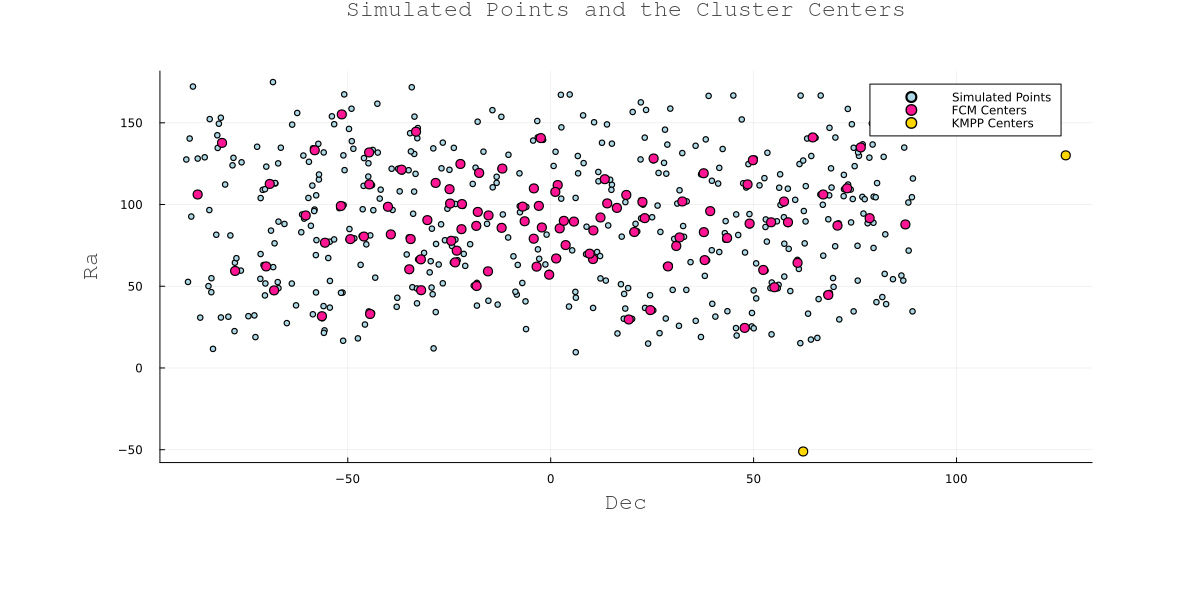 Simulated Points and the Cluster Centers
Simulated Points
FCM Centers
KMPP Centers
150
100
50
0
−50
Ra
−50
0
50
100
Dec